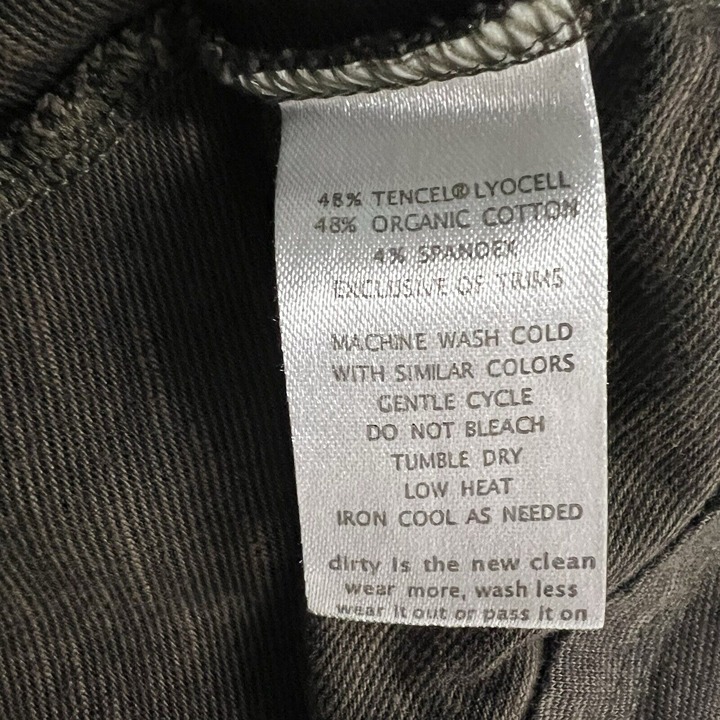 48% TENCEL® LYOCELL
48% ORGANIC COTTON
4% SPANDEX
EXCLUSIVE OF TRIMS
MACHINE WASH COLD
WITH SIMILAR COLORS
GENTLE CYCLE
DO NOT BLEACH
TUMBLE DRY
LOW HEAT
IRON COOL AS NEEDED
dirty is the new clean
wear more, wash less
wear it out or pass it on